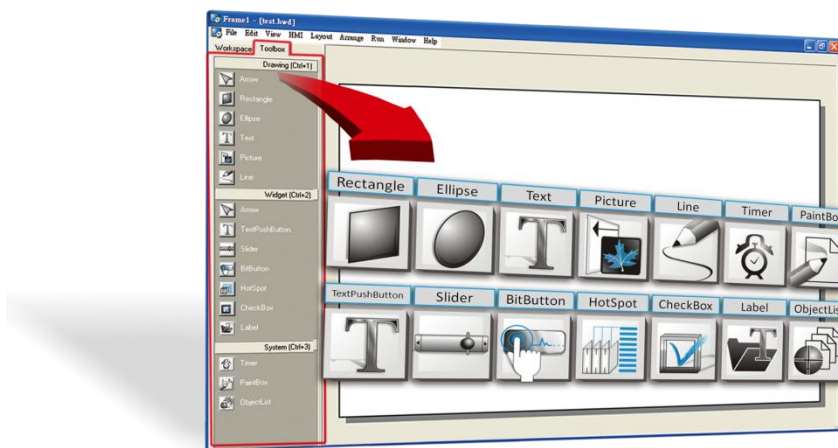 Frame1 - [test.hwd]
File Edit View HMI Layout Arrange Run Window Help
Workspace Toolbox
Drawing (Ctrl+1)
Arrow
Rectangle
Ellipse
Text
Picture
Line
Widget (Ctrl+2)
Arrow
TextPushButton
Slider
BitButton
HotSpot
CheckBox
Label
System (Ctrl+3)
Timer
PaintBox
ObjectList
Rectangle Ellipse Text Picture Line Timer PaintBo
TextPushButton Slider BitButton HotSpot CheckBox Label ObjectLis